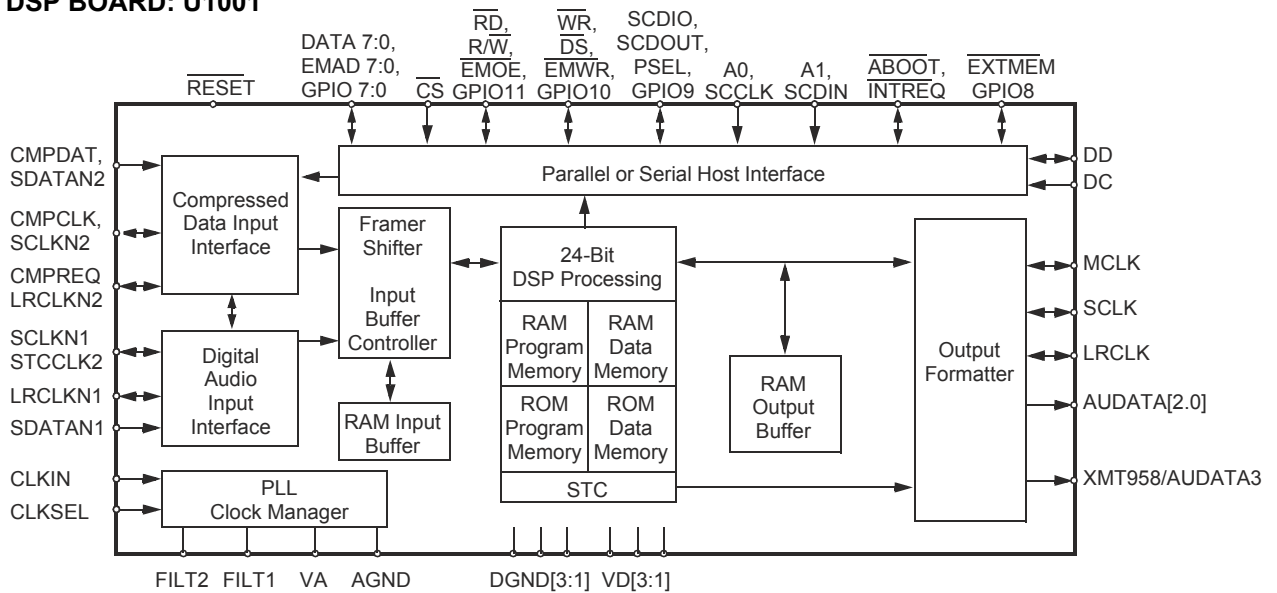 DSP BOARD: U1001
RD,
R/W,
EMOE,
GPIO11
WR,
DS,
EMWR,
GPIO10
SCDIO,
SCDOUT,
PSEL,
GPIO9
DATA 7:0,
EMAD 7:0,
GPIO 7:0
RESET
CS
A0,
SCCLK
A1,
SCDIN
ABOOT,
INTREQ
EXTMEM
GPIO8
CMPDAT,
SDATAN2
CMPCLK,
SCLKN2
CMPREQ
LRCLKN2
SCLKN1
STCCLK2
LRCLKN1
SDATAN1
CLKIN
CLKSEL
Parallel or Serial Host Interface
Compressed
Data Input
Interface
Framer
Shifter
Input
Buffer
Controller
24-Bit
DSP Processing
RAM
Program
Memory
RAM
Data
Memory
ROM
Program
Memory
ROM
Data
Memory
STC
Digital
Audio
Input
Interface
RAM Input
Buffer
RAM
Output
Buffer
Output
Formatter
PLL
Clock Manager
DD
DC
MCLK
SCLK
LRCLK
AUDATA[2.0]
XMT958/AUDATA3
FILT2
FILT1
VA
AGND
DGND[3:1]
VD[3:1]